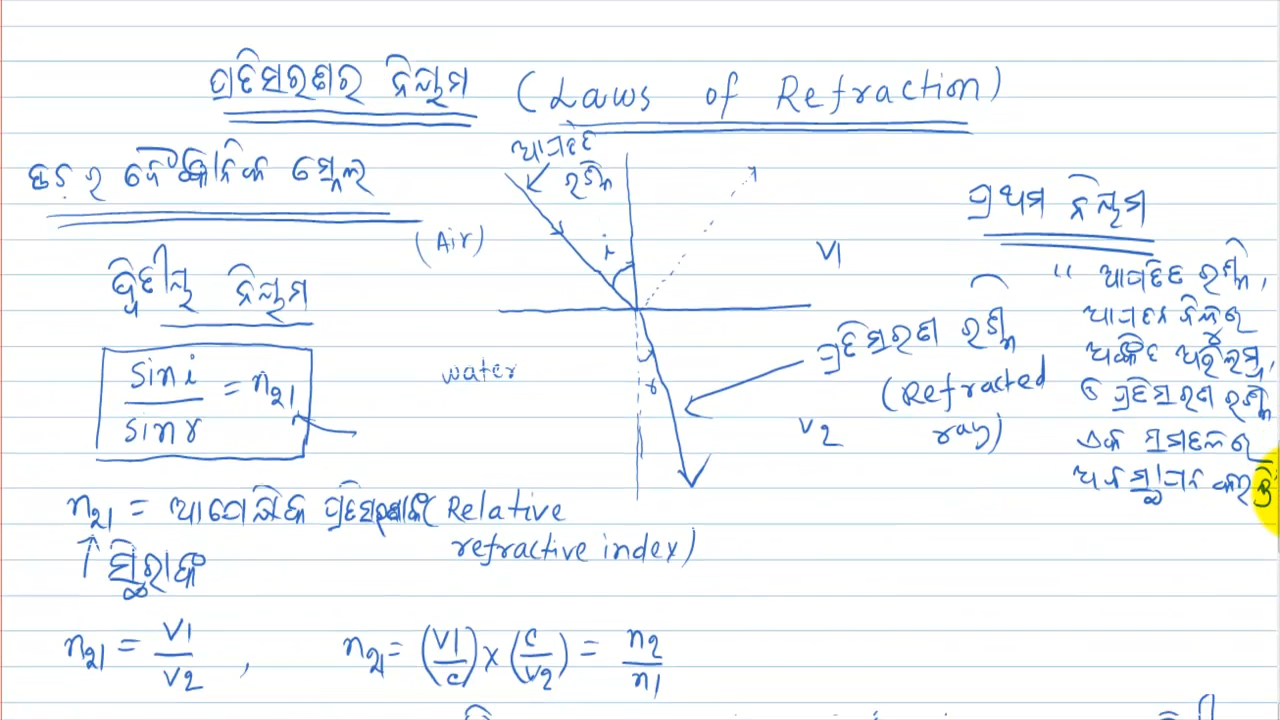 ପ୍ରତିସରଣର ନିୟମ (Laws of Refraction)
ବୈଜ୍ଞାନିକ ସ୍ନେଲ
ଦ୍ୱିତୀୟ ନିୟମ
sin i / sin r = n21
n21 = ଆପେକ୍ଷିକ ପ୍ରତିସରଣାଙ୍କ (Relative
refractive index)
↑ ସ୍ଥିରାଙ୍କ
n21 = V1 / V2 , n21 = (V1/c) × (c/V2) = n2 / n1
ଆପତିତ
ରଶ୍ମି
(Air)
i
V1
water
r
V2
ପ୍ରତିସରଣ ରଶ୍ମି
(Refracted
ray)
ପ୍ରଥମ ନିୟମ
" ଆପତିତ ରଶ୍ମି,
ଆପତନ ବିନ୍ଦୁରେ
ଅଙ୍କିତ ଅଭିଲମ୍ବ,
ଓ ପ୍ରତିସରଣ ରଶ୍ମି
ଏକ ସମତଳରେ
ଅବସ୍ଥାନ କରନ୍ତି